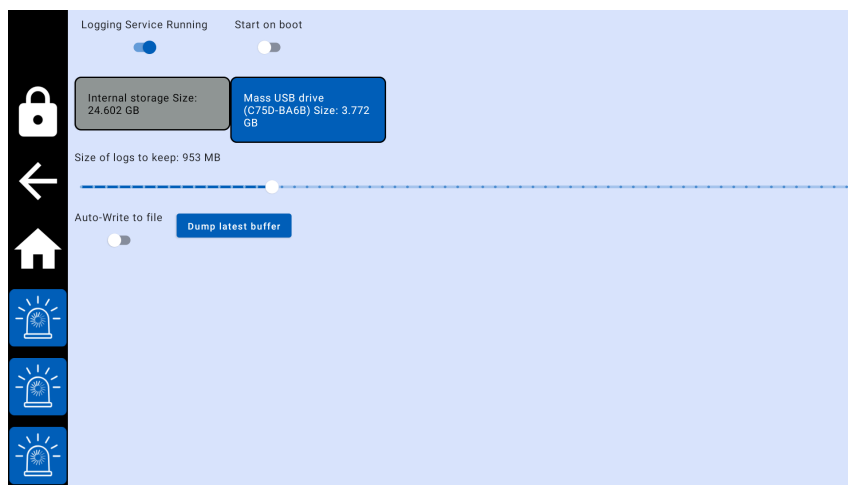 Logging Service Running
Start on boot
Internal storage Size:
24.602 GB
Mass USB drive
(C75D-BA6B) Size: 3.772
GB
Size of logs to keep: 953 MB
Auto-Write to file
Dump latest buffer